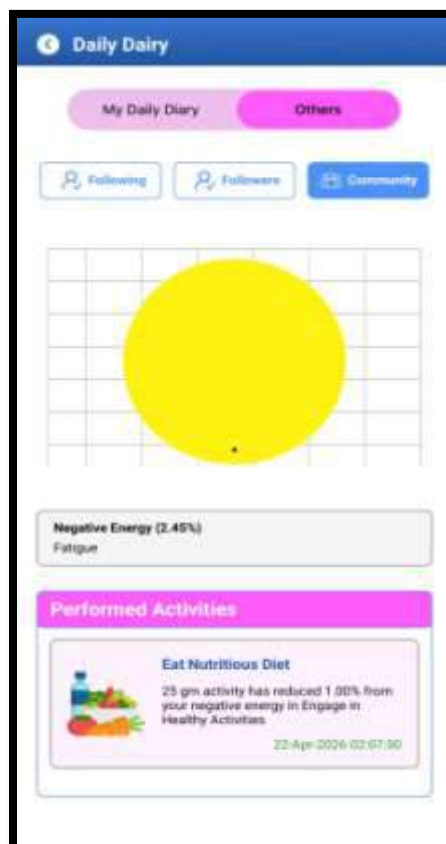 Daily Dairy
My Daily Diary
Others
Following
Followers
Community
Negative Energy (2.45%)
Fatigue
Performed Activities
Eat Nutritious Diet
25 gm activity has reduced 1.00% from
your negative energy in Engage in
Healthy Activities
22-Apr-2026 02:07:50